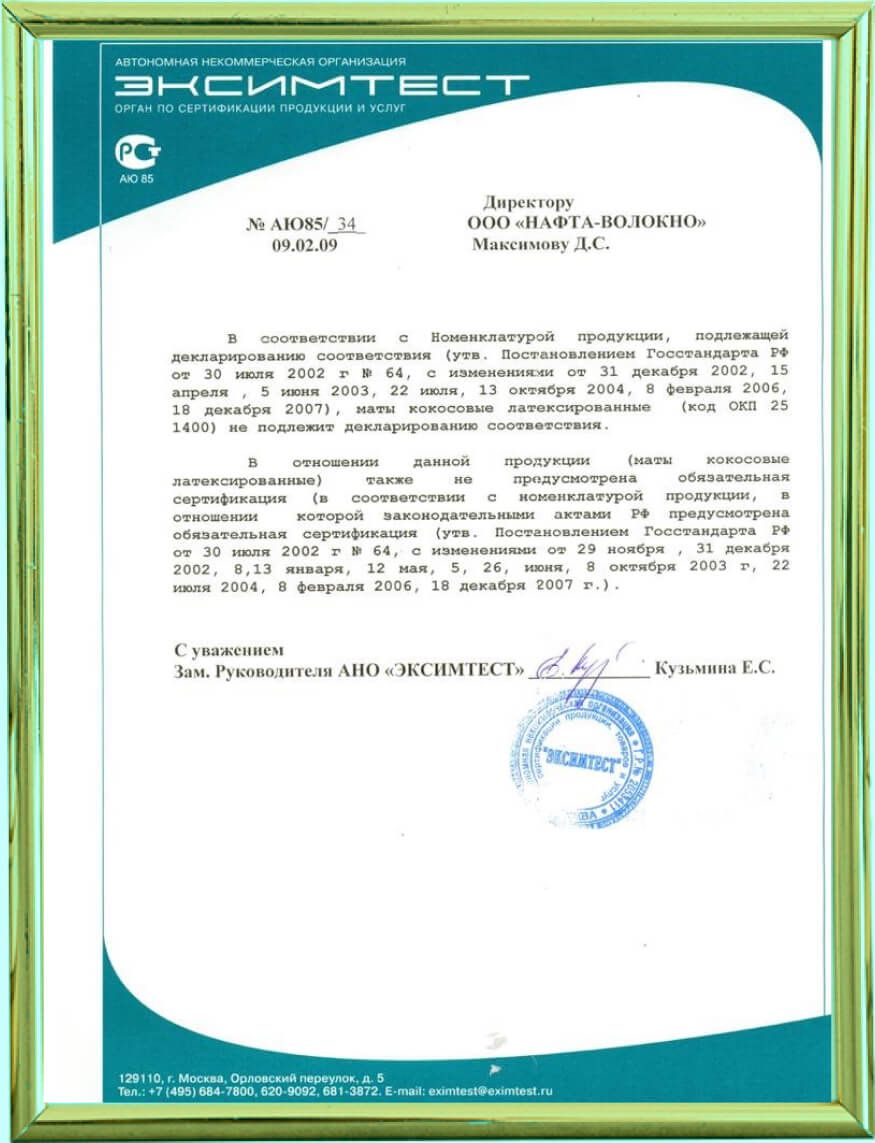 АВТОНОМНАЯ НЕКОММЕРЧЕСКАЯ ОРГАНИЗАЦИЯ
ЭКСИМТЕСТ
ОРГАН ПО СЕРТИФИКАЦИИ ПРОДУКЦИИ И УСЛУГ
РСТ
АЮ 85
№ АЮ85/_34_
09.02.09
Директору
ООО «НАФТА-ВОЛОКНО»
Максимову Д.С.
В соответствии с Номенклатурой продукции, подлежащей
декларированию соответствия (утв. Постановлением Госстандарта РФ
от 30 июля 2002 г № 64, с изменениями от 31 декабря 2002, 15
апреля , 5 июня 2003, 22 июля, 13 октября 2004, 8 февраля 2006,
18 декабря 2007), маты кокосовые латексированные (код ОКП 25
1400) не подлежит декларированию соответствия.
В отношении данной продукции (маты кокосовые
латексированные) также не предусмотрена обязательная
сертификация (в соответствии с номенклатурой продукции, в
отношении которой законодательными актами РФ предусмотрена
обязательная сертификация (утв. Постановлением Госстандарта РФ
от 30 июля 2002 г № 64, с изменениями от 29 ноября , 31 декабря
2002, 8,13 января, 12 мая, 5, 26, июня, 8 октября 2003 г, 22
июля 2004, 8 февраля 2006, 18 декабря 2007 г.).
С уважением
Зам. Руководителя АНО «ЭКСИМТЕСТ» Кузьмина Е.С.
организация * Г.Р.№
сертификации продукции, товаров и услуг
"ЭКСИМТЕСТ"
129110, г. Москва, Орловский переулок, д. 5
Тел.: +7 (495) 684-7800, 620-9092, 681-3872. E-mail: eximtest@eximtest.ru